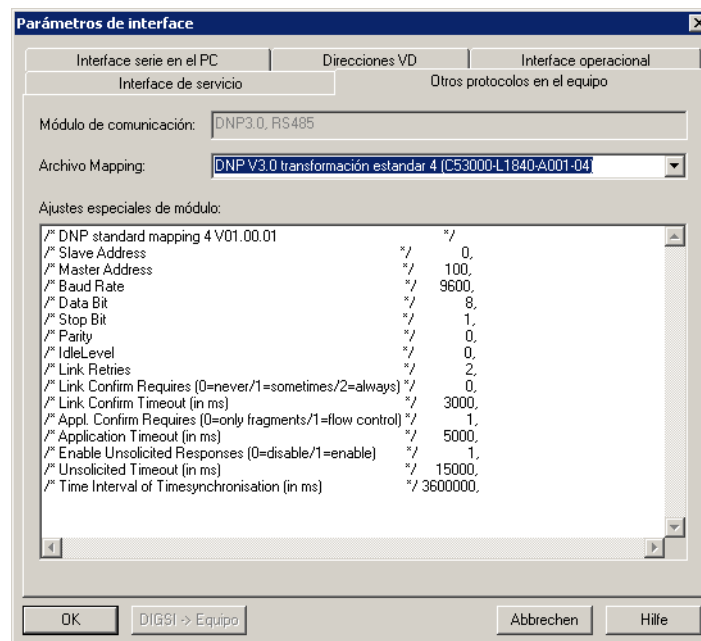 Parámetros de interface
Interface serie en el PC Direcciones VD Interface operacional
Interface de servicio Otros protocolos en el equipo
Módulo de comunicación: DNP3.0, RS485
Archivo Mapping: DNP V3.0 transformación estandar 4 (C53000-L1840-A001-04)
Ajustes especiales de módulo:
/* DNP standard mapping 4 V01.00.01 */
/* Slave Address */ 0,
/* Master Address */ 100,
/* Baud Rate */ 9600,
/* Data Bit */ 8,
/* Stop Bit */ 1,
/* Parity */ 0,
/* IdleLevel */ 0,
/* Link Retries */ 2,
/* Link Confirm Requires (0=never/1=sometimes/2=always) */ 0,
/* Link Confirm Timeout (in ms) */ 3000,
/* Appl. Confirm Requires (0=only fragments/1=flow control) */ 1,
/* Application Timeout (in ms) */ 5000,
/* Enable Unsolicited Responses (0=disable/1=enable) */ 1,
/* Unsolicited Timeout (in ms) */ 15000,
/* Time Interval of Timesynchronisation (in ms) */ 3600000,
OK DIGSI -> Equipo Abbrechen Hilfe